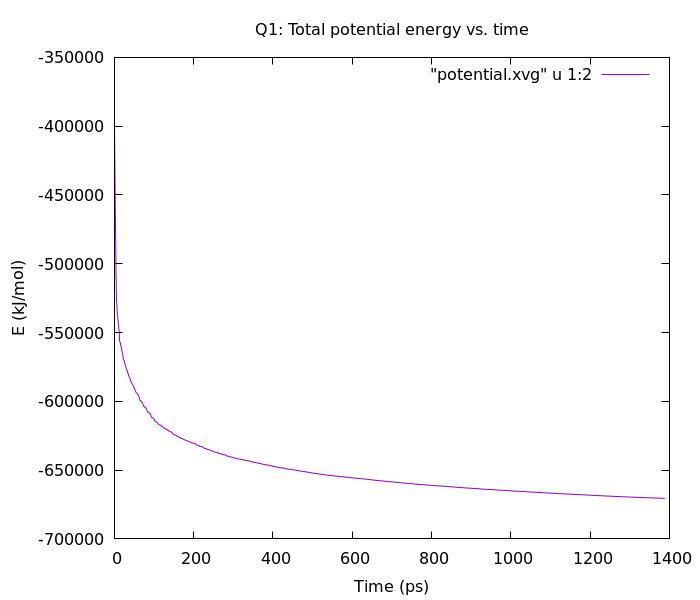 Q1: Total potential energy vs. time
"potential.xvg" u 1:2
-350000
-400000
-450000
-500000
-550000
-600000
-650000
-700000
E (kJ/mol)
0 200 400 600 800 1000 1200 1400
Time (ps)